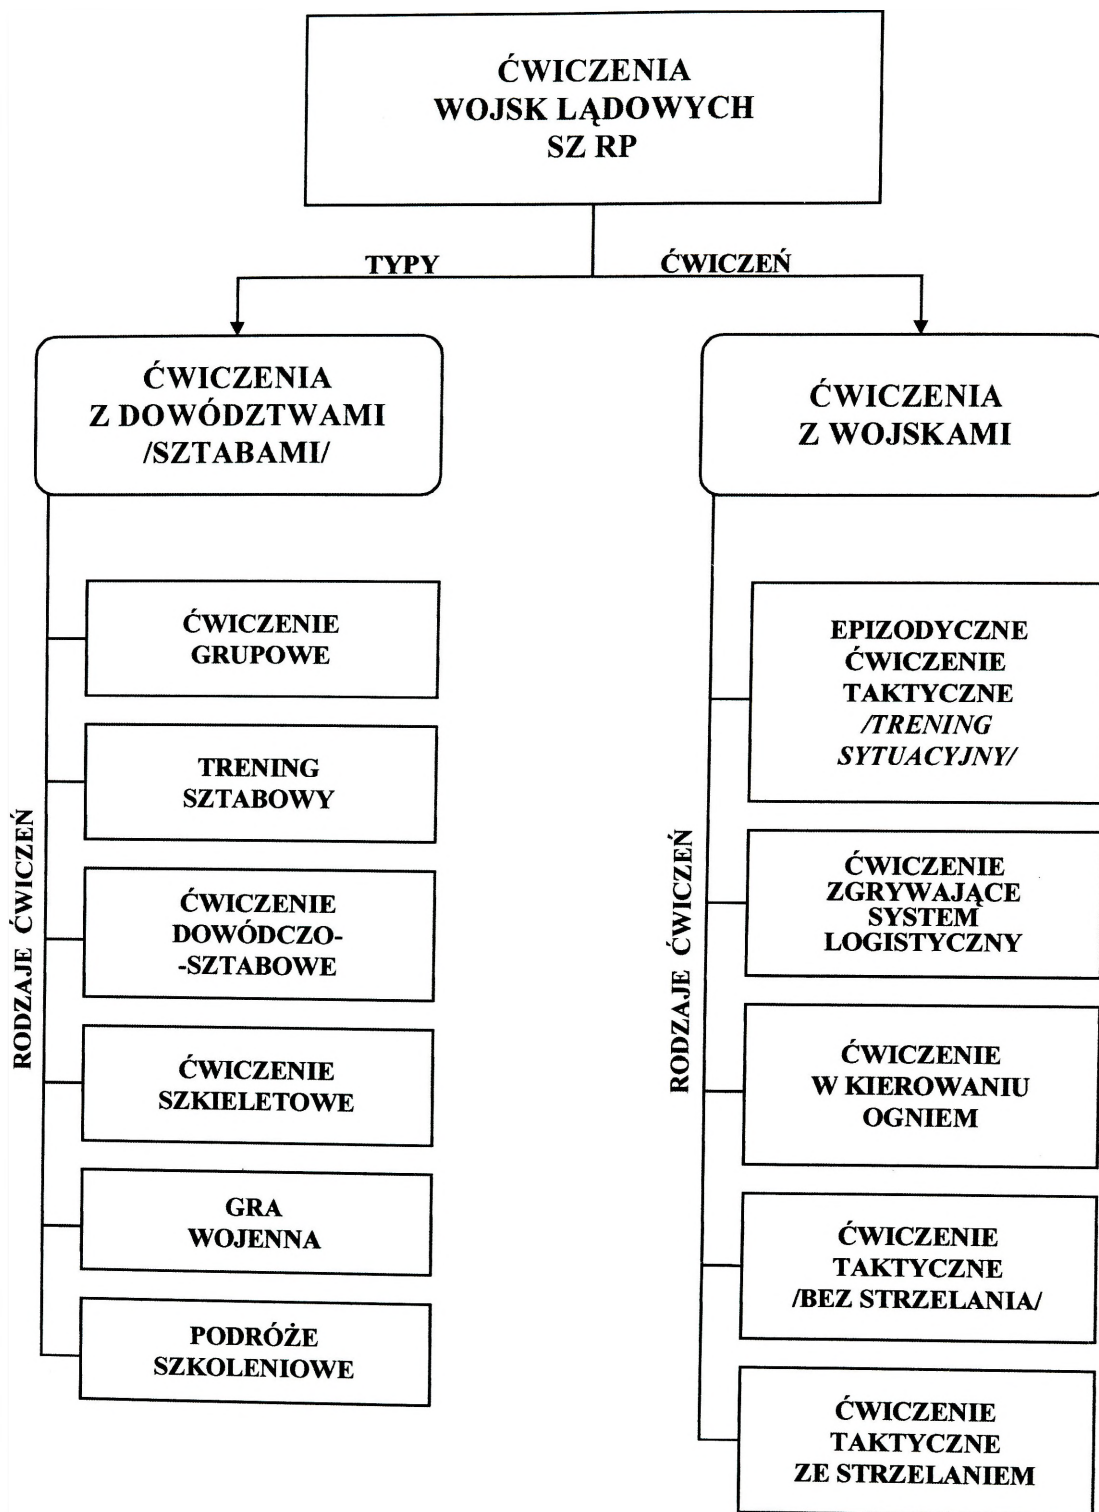 ĆWICZENIA
WOJSK LĄDOWYCH
SZ RP
TYPY ĆWICZEŃ
ĆWICZENIA
Z DOWÓDZTWAMI
/SZTABAMI/
ĆWICZENIA
Z WOJSKAMI
RODZAJE ĆWICZEŃ
ĆWICZENIE
GRUPOWE
TRENING
SZTABOWY
ĆWICZENIE
DOWÓDCZO-
-SZTABOWE
ĆWICZENIE
SZKIELETOWE
GRA
WOJENNA
PODRÓŻE
SZKOLENIOWE
RODZAJE ĆWICZEŃ
EPIZODYCZNE
ĆWICZENIE
TAKTYCZNE
/TRENING
SYTUACYJNY/
ĆWICZENIE
ZGRYWAJĄCE
SYSTEM
LOGISTYCZNY
ĆWICZENIE
W KIEROWANIU
OGNIEM
ĆWICZENIE
TAKTYCZNE
/BEZ STRZELANIA/
ĆWICZENIE
TAKTYCZNE
ZE STRZELANIEM